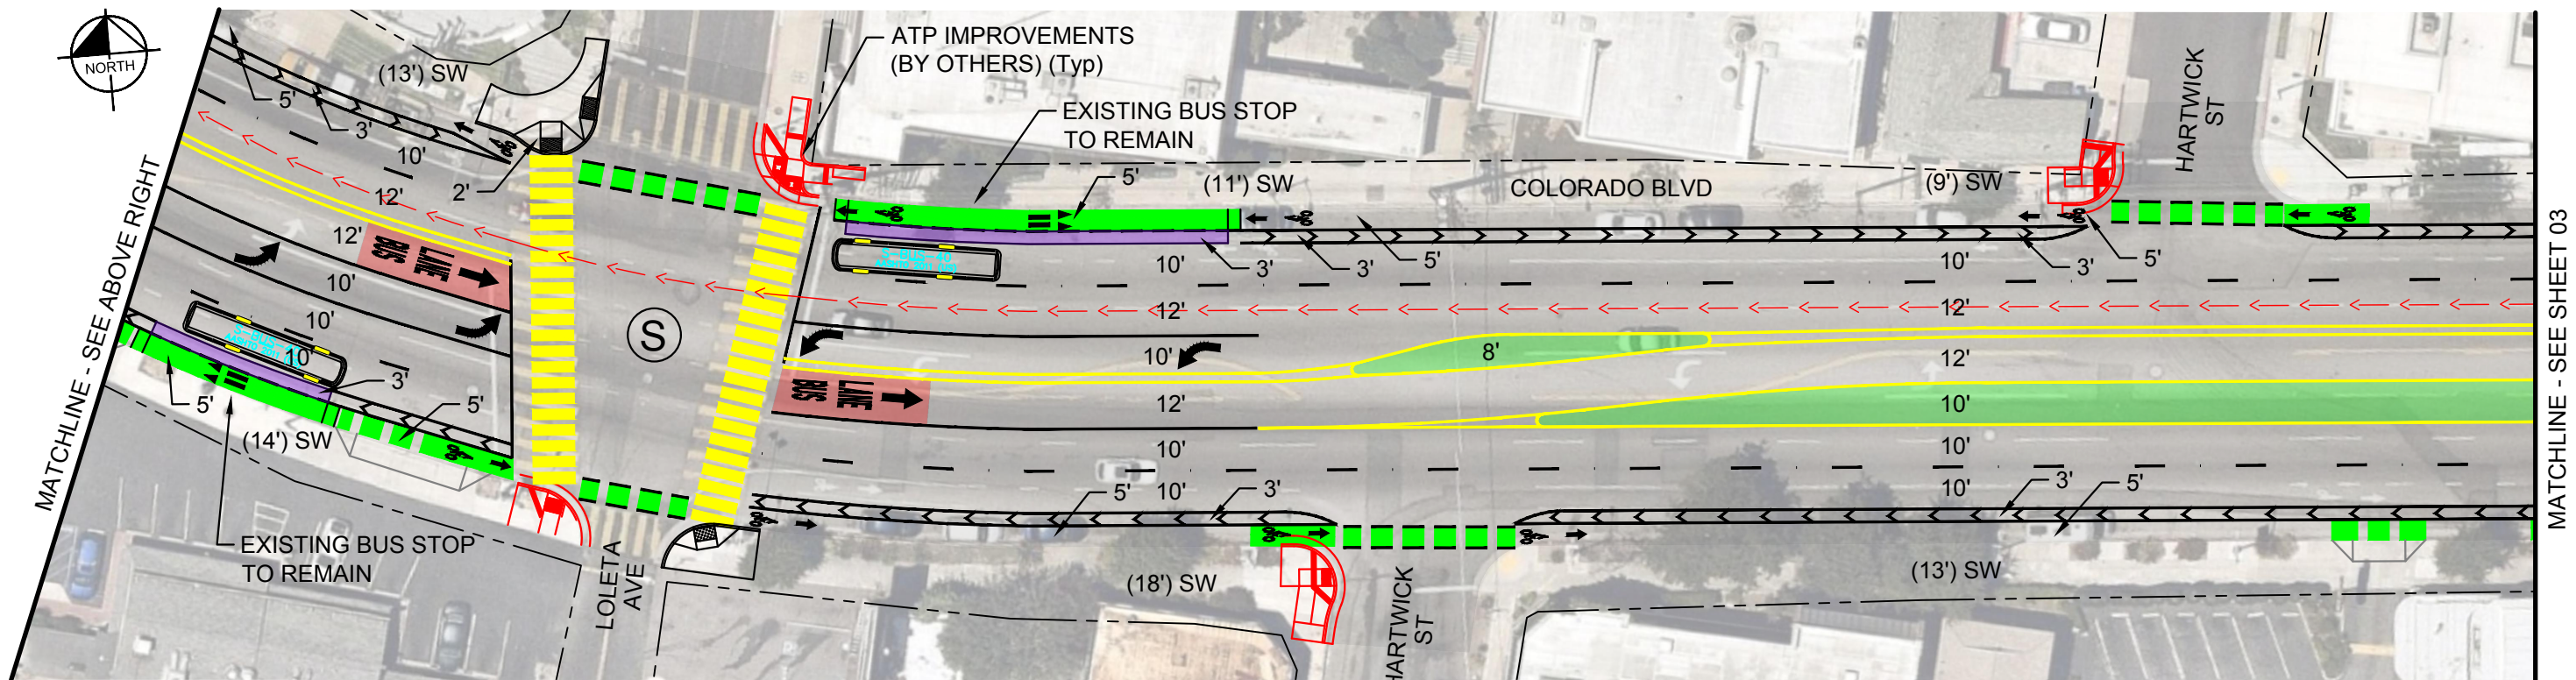 NORTH
(13') SW
ATP IMPROVEMENTS
(BY OTHERS) (Typ)
EXISTING BUS STOP
TO REMAIN
HARTWICK
ST
5'
3'
10'
12'
2'
5'
(11') SW
COLORADO BLVD
(9') SW
MATCHLINE - SEE ABOVE RIGHT
12'
BUS
LANE
10'
10'
10'
S
S-BUS-40
3'
5'
5'
(14') SW
10'
3'
3'
5'
10'
3'
5'
12'
12'
10'
8'
12'
BUS
LANE
12'
10'
10'
10'
10'
5'
3'
10'
3'
5'
MATCHLINE - SEE SHEET 03
EXISTING BUS STOP
TO REMAIN
LOLETA
AVE
(18') SW
HARTWICK
ST
(13') SW